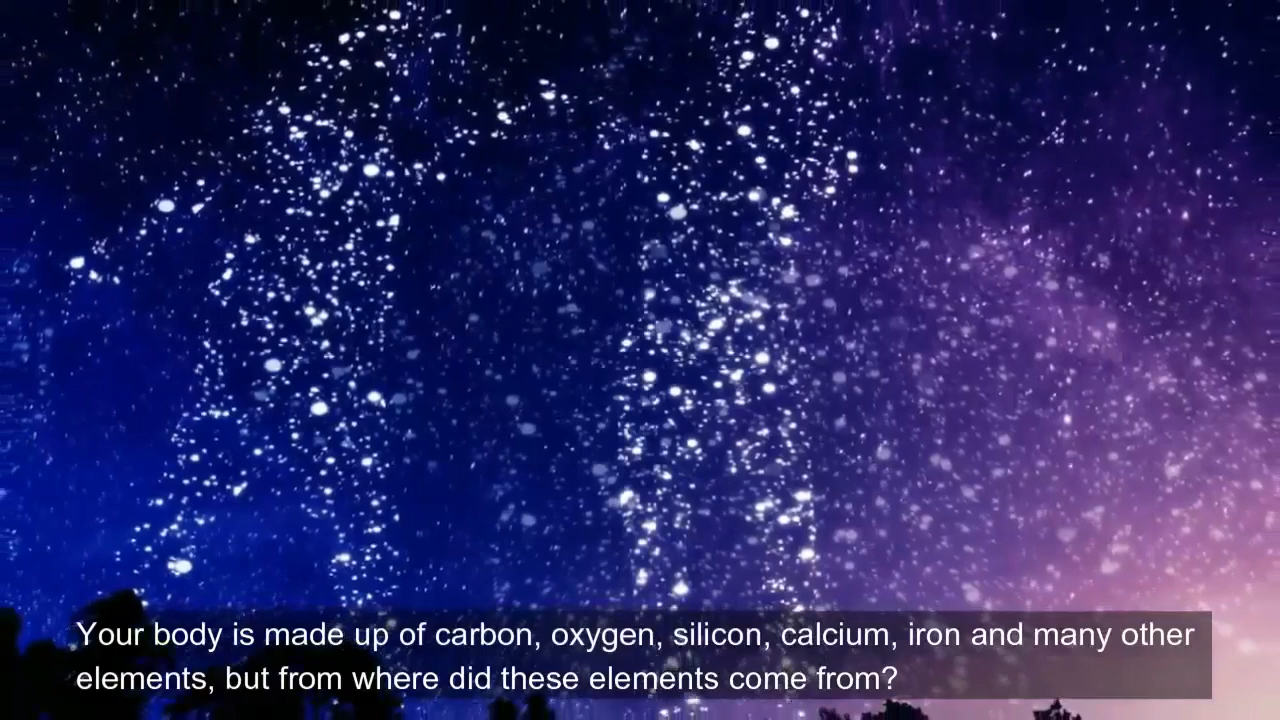 Your body is made up of carbon, oxygen, silicon, calcium, iron and many other
elements, but from where did these elements come from?